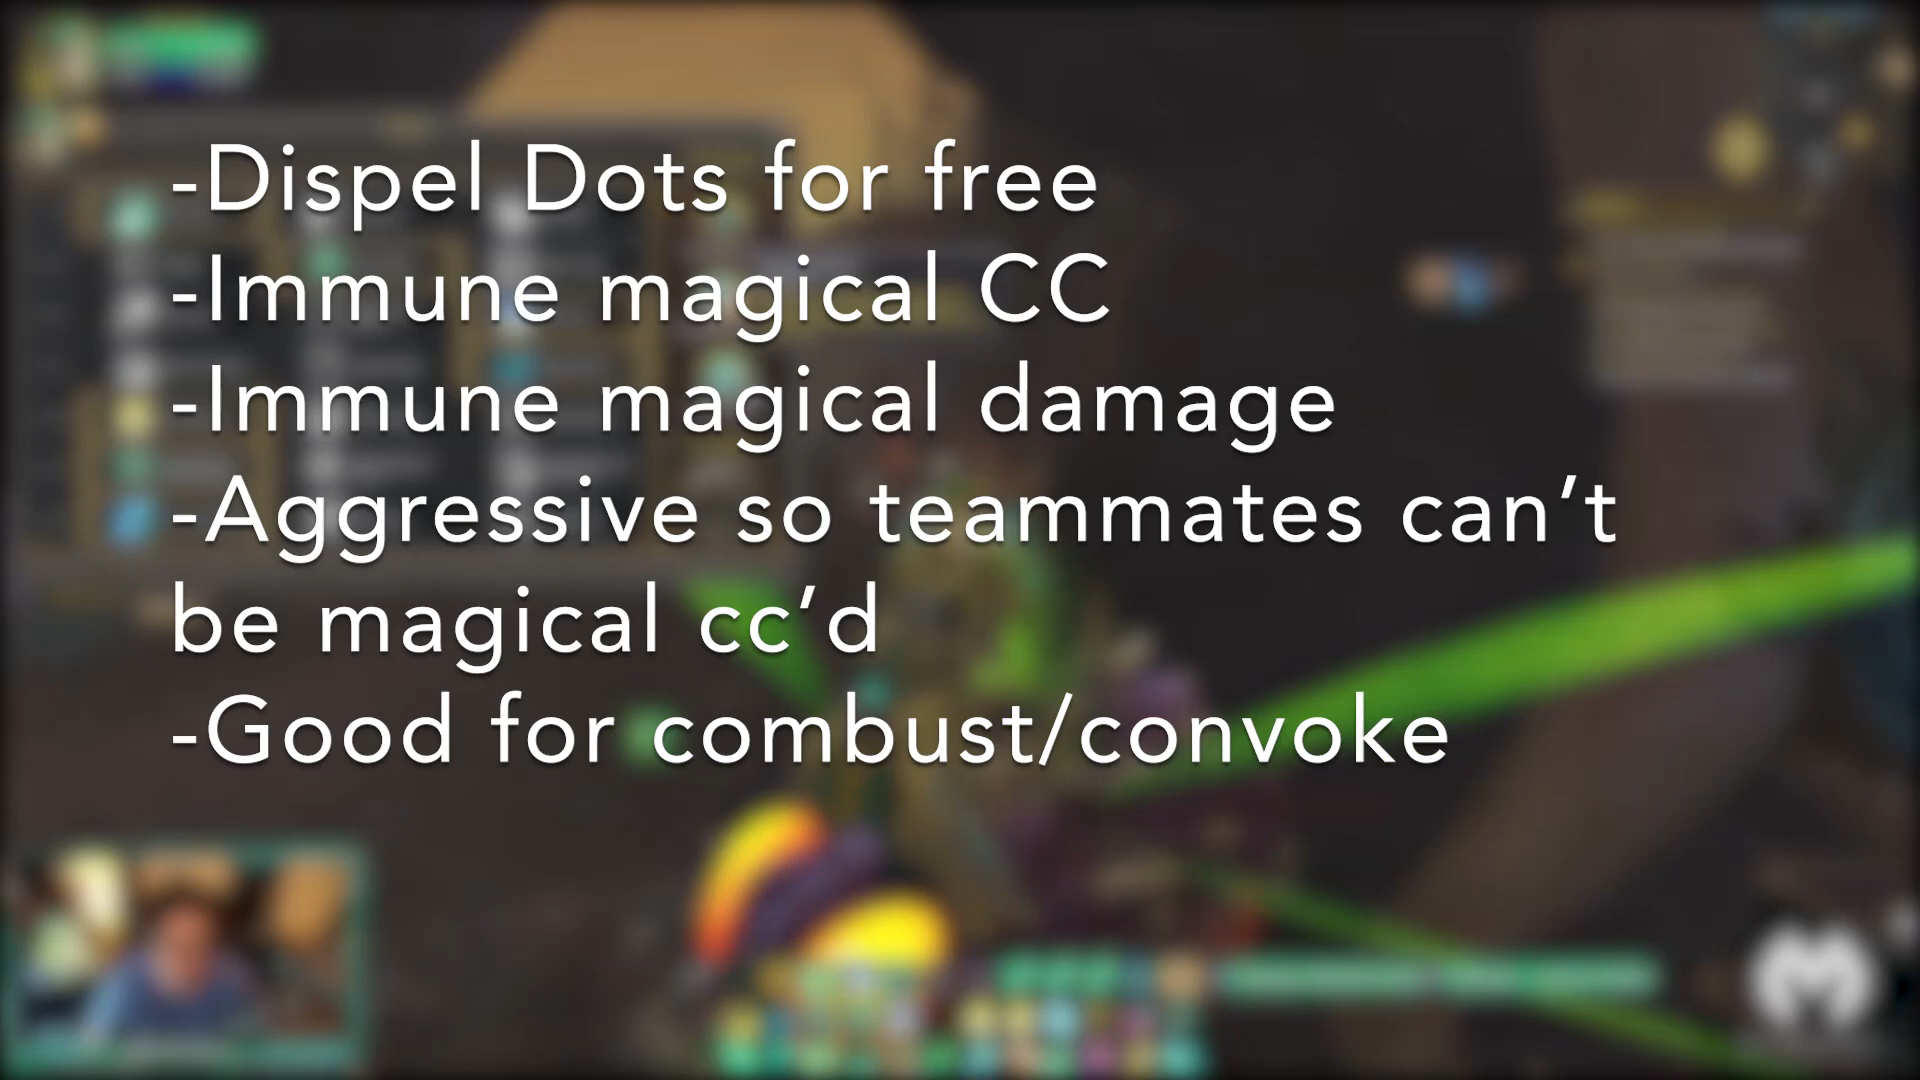 -Dispel Dots for free
-Immune magical CC
-Immune magical damage
-Aggressive so teammates can’t
be magical cc’d
-Good for combust/convoke